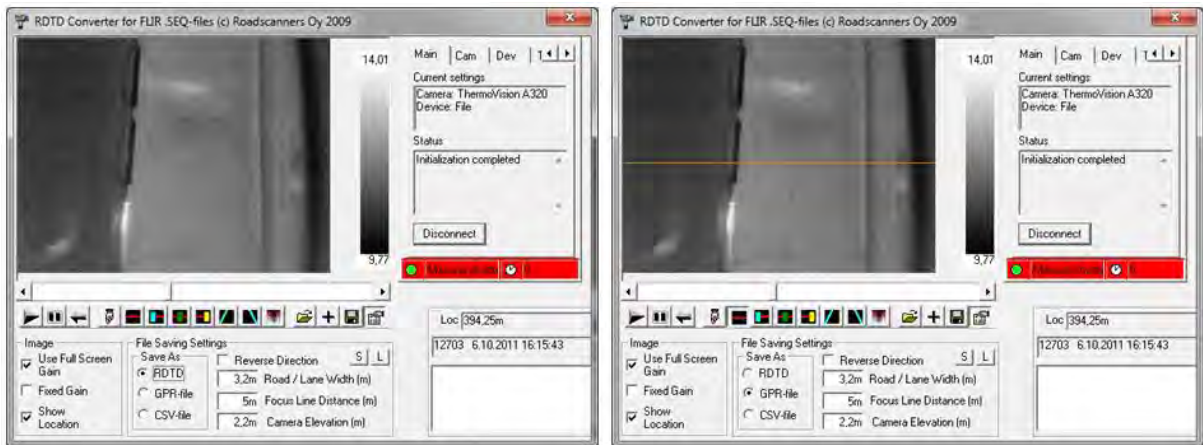 RDTD Converter for FLIR .SEQ-files (c) Roadscanners Oy 2009
14,01
9,77
Main Cam Dev
Current settings
Camera: ThermoVision A320
Device: File
Status
Initialization completed
Disconnect
Loc 394,25m
12703 6.10.2011 16:15:43
Image
Use Full Screen Gain
Fixed Gain
Show Location
File Saving Settings
Save As
RDTD
GPR-file
CSV-file
Reverse Direction
S L
3,2m Road / Lane Width (m)
5m Focus Line Distance (m)
2,2m Camera Elevation (m)
RDTD Converter for FLIR .SEQ-files (c) Roadscanners Oy 2009
14,01
9,77
Main Cam Dev
Current settings
Camera: ThermoVision A320
Device: File
Status
Initialization completed
Disconnect
Loc 394,25m
12703 6.10.2011 16:15:43
Image
Use Full Screen Gain
Fixed Gain
Show Location
File Saving Settings
Save As
RDTD
GPR-file
CSV-file
Reverse Direction
S L
3,2m Road / Lane Width (m)
5m Focus Line Distance (m)
2,2m Camera Elevation (m)